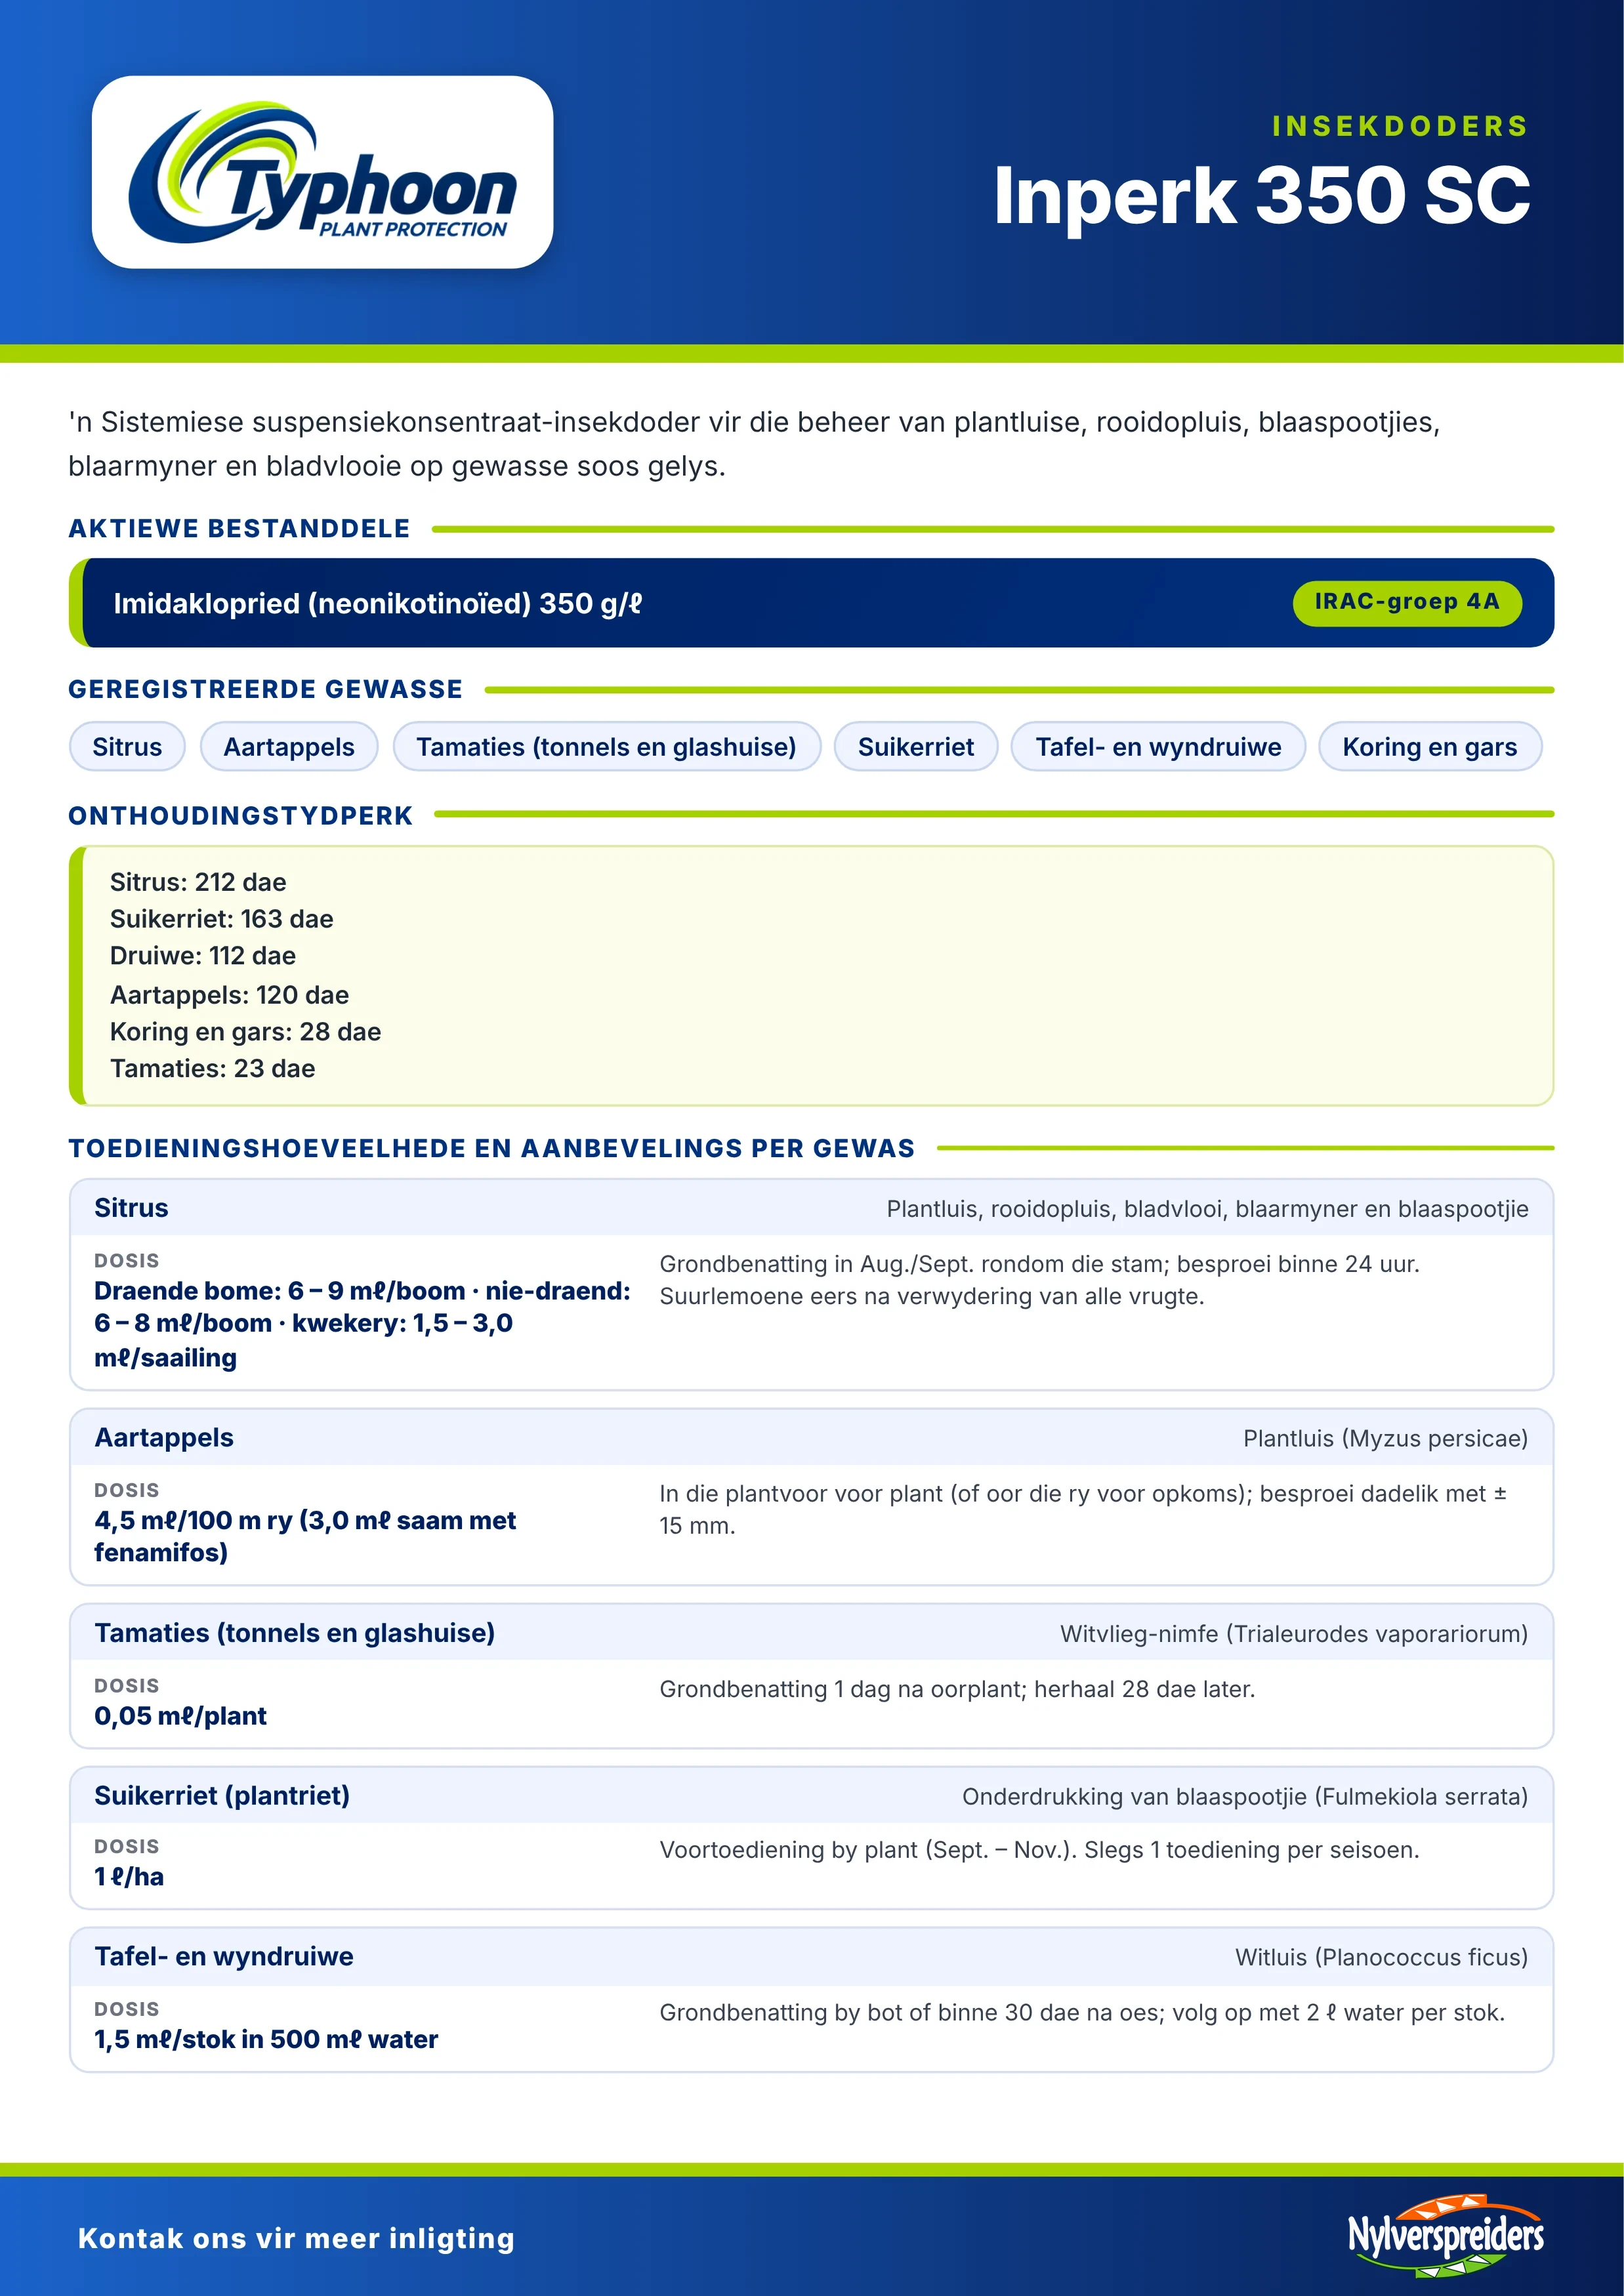 Typhoon
PLANT PROTECTION
INSEKDODERS
Inperk 350 SC
'n Sistemiese suspensiekonsentraat-insekdoder vir die beheer van plantluise, rooidopluis, blaaspootjies,
blaarmyner en bladvlooie op gewasse soos gelys.
AKTIEWE BESTANDDELE
Imidaklopried (neonikotinoïed) 350 g/ℓ
IRAC-groep 4A
GEREGISTREERDE GEWASSE
Sitrus
Aartappels
Tamaties (tonnels en glashuise)
Suikerriet
Tafel- en wyndruiwe
Koring en gars
ONTHOUDINGSTYDPERK
Sitrus: 212 dae
Suikerriet: 163 dae
Druiwe: 112 dae
Aartappels: 120 dae
Koring en gars: 28 dae
Tamaties: 23 dae
TOEDIENINGSHOEVEELHEDE EN AANBEVELINGS PER GEWAS
Sitrus
Plantluis, rooidopluis, bladvlooi, blaarmyner en blaaspootjie
DOSIS
Draende bome: 6 – 9 mℓ/boom · nie-draend:
6 – 8 mℓ/boom · kwekery: 1,5 – 3,0
mℓ/saailing
Grondbenatting in Aug./Sept. rondom die stam; besproei binne 24 uur.
Suurlemoene eers na verwydering van alle vrugte.
Aartappels
Plantluis (Myzus persicae)
DOSIS
4,5 mℓ/100 m ry (3,0 mℓ saam met
fenamifos)
In die plantvoor voor plant (of oor die ry voor opkoms); besproei dadelik met ±
15 mm.
Tamaties (tonnels en glashuise)
Witvlieg-nimfe (Trialeurodes vaporariorum)
DOSIS
0,05 mℓ/plant
Grondbenatting 1 dag na oorplant; herhaal 28 dae later.
Suikerriet (plantriet)
Onderdrukking van blaaspootjie (Fulmekiola serrata)
DOSIS
1 ℓ/ha
Voortoediening by plant (Sept. – Nov.). Slegs 1 toediening per seisoen.
Tafel- en wyndruiwe
Witluis (Planococcus ficus)
DOSIS
1,5 mℓ/stok in 500 mℓ water
Grondbenatting by bot of binne 30 dae na oes; volg op met 2 ℓ water per stok.
Kontak ons vir meer inligting
Nylverspreiders